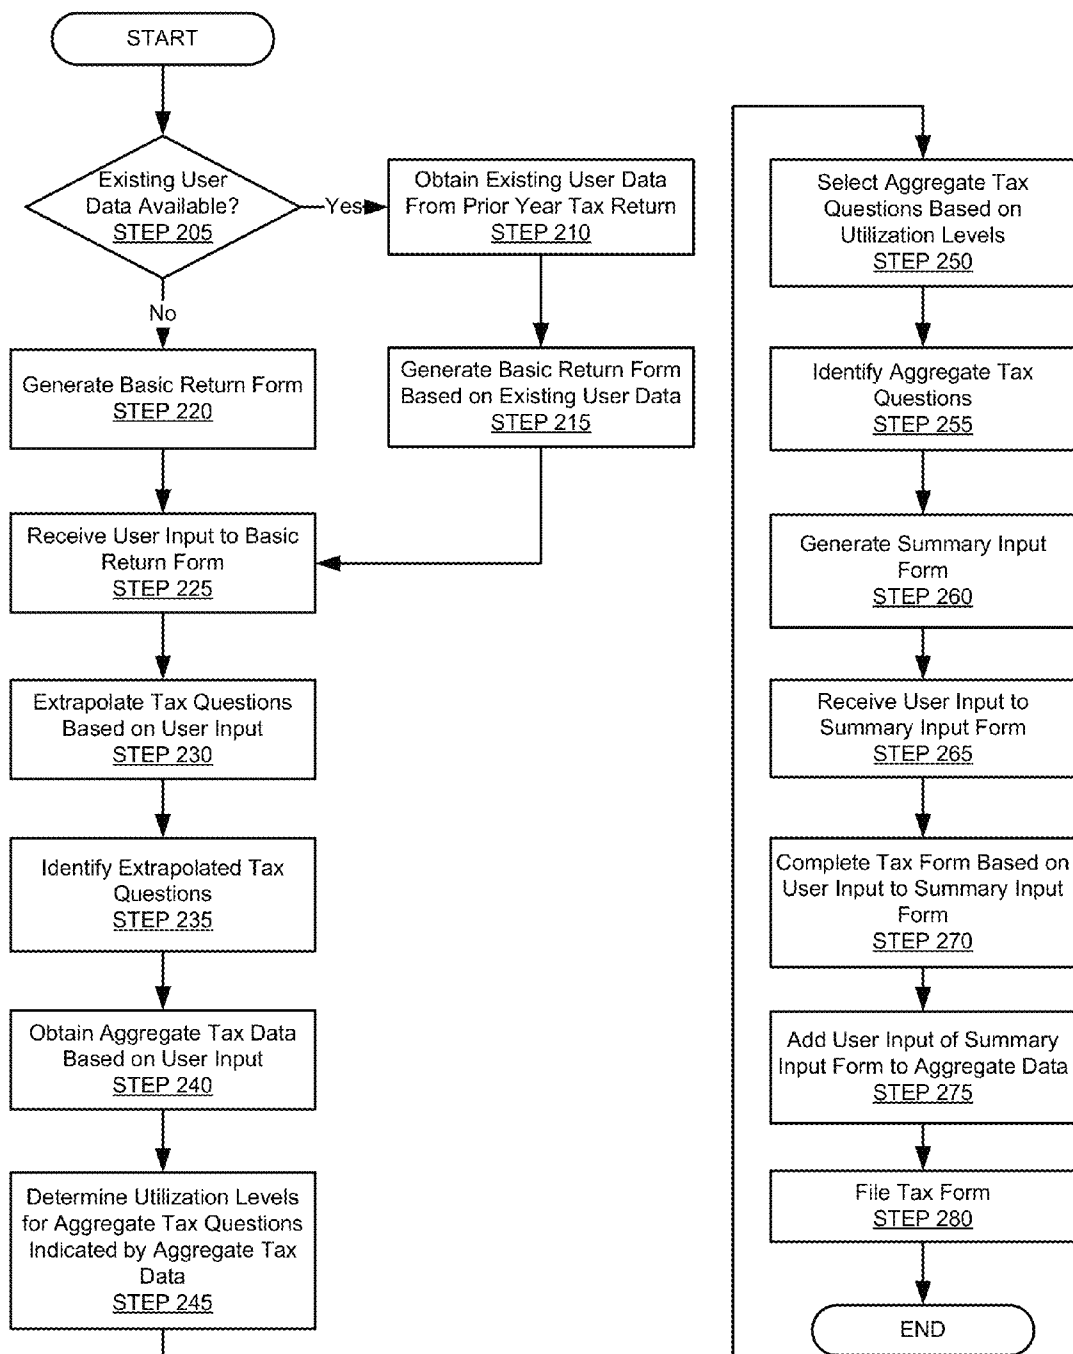 START
Existing User
Data Available?
STEP 205
Yes
Obtain Existing User Data
From Prior Year Tax Return
STEP 210
No
Generate Basic Return Form
STEP 220
Generate Basic Return Form
Based on Existing User Data
STEP 215
Receive User Input to Basic
Return Form
STEP 225
Extrapolate Tax Questions
Based on User Input
STEP 230
Identify Extrapolated Tax
Questions
STEP 235
Obtain Aggregate Tax Data
Based on User Input
STEP 240
Determine Utilization Levels
for Aggregate Tax Questions
Indicated by Aggregate Tax
Data
STEP 245
Select Aggregate Tax
Questions Based on
Utilization Levels
STEP 250
Identify Aggregate Tax
Questions
STEP 255
Generate Summary Input
Form
STEP 260
Receive User Input to
Summary Input Form
STEP 265
Complete Tax Form Based on
User Input to Summary Input
Form
STEP 270
Add User Input of Summary
Input Form to Aggregate Data
STEP 275
File Tax Form
STEP 280
END